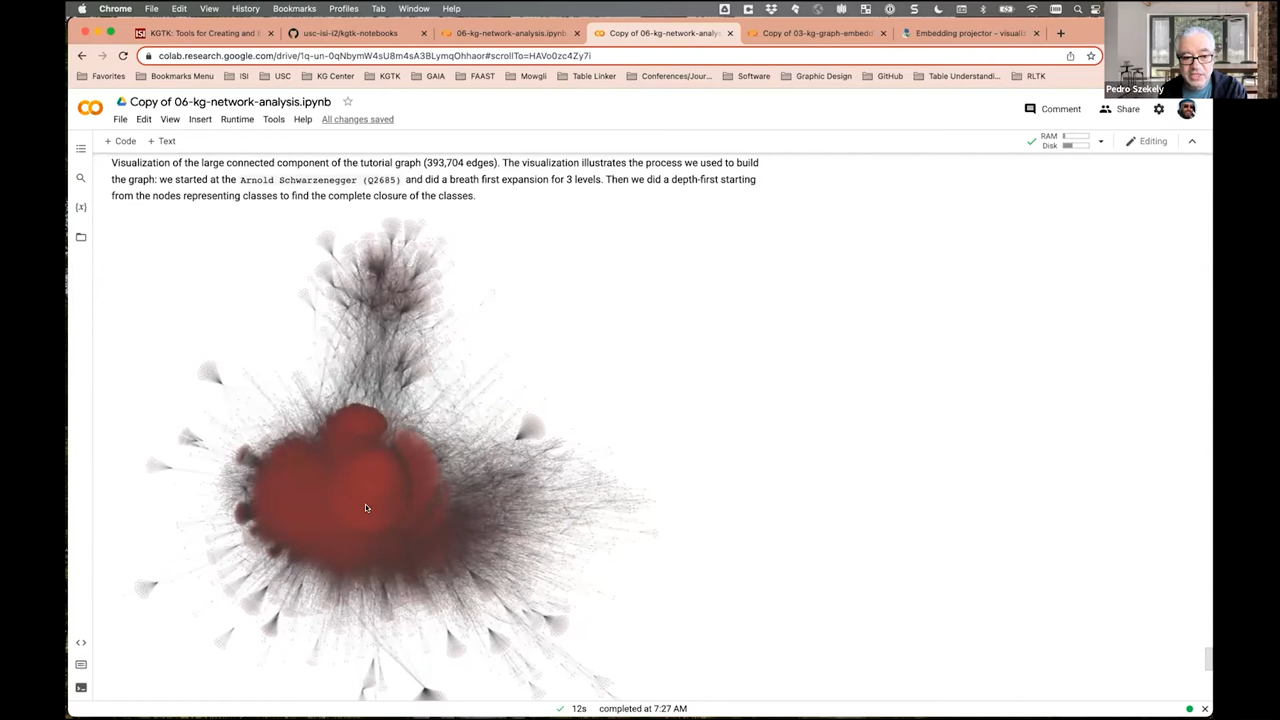 Chrome File Edit View History Bookmarks Profiles Tab Window Help
KGTK: Tools for Creating and E
usc-isi-i2/kgtk-notebooks
06-kg-network-analysis.ipynb
Copy of 06-kg-network-analys
Copy of 03-kg-graph-embedd
Embedding projector - visualiz
colab.research.google.com/drive/1q-un-0qNbymW4sU8m4sA3BLymqOhhaor#scrollTo=HAVo0zc4Zy7i
Favorites Bookmarks Menu ISI USC KG Center KGTK GAIA FAAST Mowgli Table Linker Conferences/Jour... Software Graphic Design GitHub Table Understandi... RLTK
Pedro Szekely
CO Copy of 06-kg-network-analysis.ipynb
Comment Share
File Edit View Insert Runtime Tools Help All changes saved
+ Code + Text
RAM
Disk
Editing
Visualization of the large connected component of the tutorial graph (393,704 edges). The visualization illustrates the process we used to build
the graph: we started at the Arnold Schwarzenegger (Q2685) and did a breath first expansion for 3 levels. Then we did a depth-first starting
from the nodes representing classes to find the complete closure of the classes.
{x}
12s completed at 7:27 AM